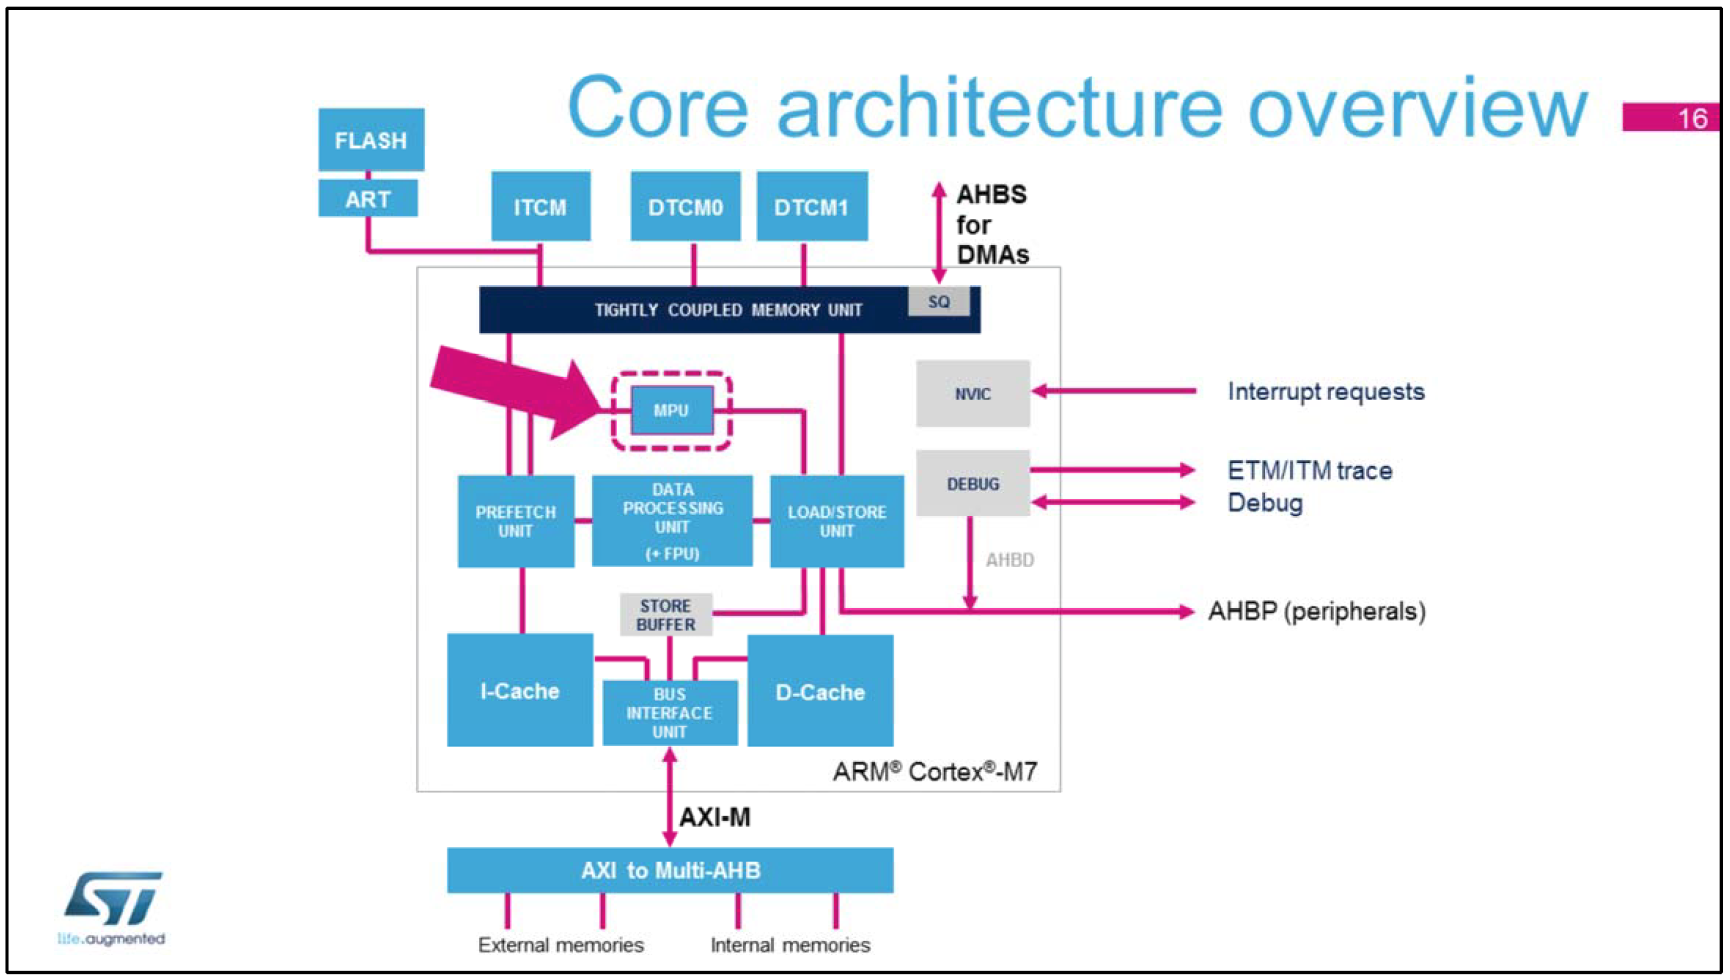 Core architecture overview
16
FLASH
ART
ITCM
DTCM0
DTCM1
AHBS
for
DMAs
SQ
TIGHTLY COUPLED MEMORY UNIT
MPU
NVIC
Interrupt requests
DEBUG
ETM/ITM trace
Debug
PREFETCH
UNIT
DATA
PROCESSING
UNIT
(+ FPU)
LOAD/STORE
UNIT
AHBD
STORE
BUFFER
AHBP (peripherals)
I-Cache
BUS
INTERFACE
UNIT
D-Cache
ARM® Cortex®-M7
AXI-M
AXI to Multi-AHB
External memories
Internal memories
ST
life.augmented